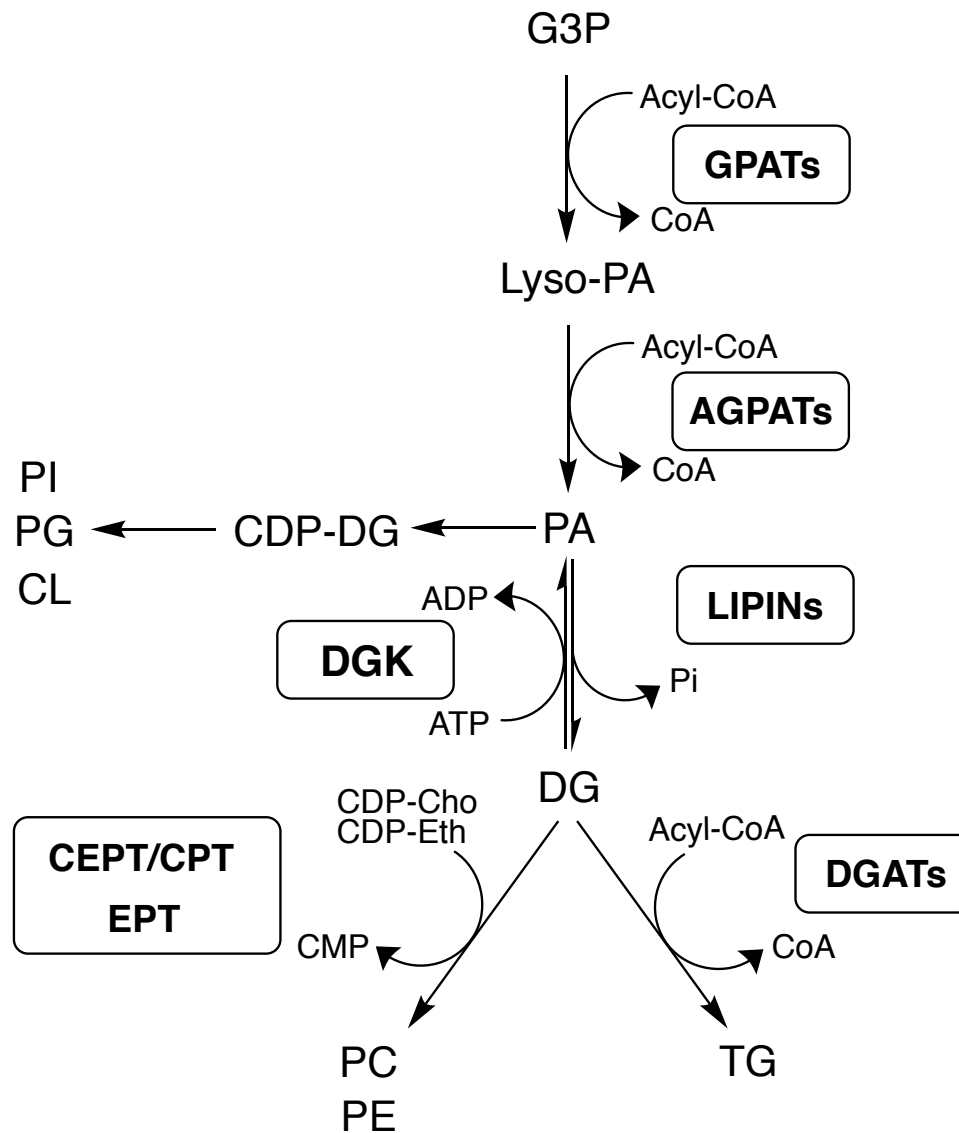 G3P
Acyl-CoA
GPATs
CoA
Lyso-PA
Acyl-CoA
AGPATs
CoA
PI
PG
CDP-DG
PA
CL
ADP
LIPINs
DGK
Pi
ATP
DG
CDP-Cho
CDP-Eth
Acyl-CoA
CEPT/CPT
EPT
DGATs
CMP
CoA
PC
TG
PE